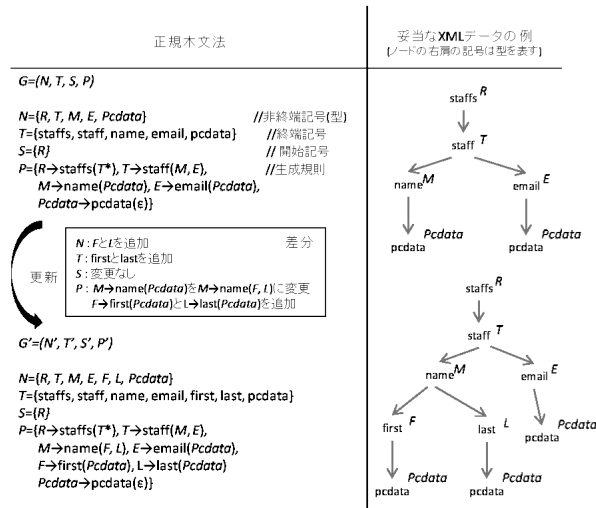 正規木文法
妥当なXMLデータの例
(ノードの右肩の記号は型を表す)
G=(N, T, S, P)
N={R, T, M, E, Pcdata} //非終端記号(型)
T={staffs, staff, name, email, pcdata} //終端記号
S={R} //開始記号
P={R→staffs(T*), T→staff(M, E), //生成規則
M→name(Pcdata), E→email(Pcdata),
Pcdata→pcdata(ε)}
staffs R
staff T
name M email E
Pcdata Pcdata
pcdata pcdata
更新
差分
N : FとLを追加
T : firstとlastを追加
S : 変更なし
P : M→name(Pcdata)をM→name(F, L)に変更
F→first(Pcdata)とL→last(Pcdata)を追加
G'=(N', T', S', P')
N={R, T, M, E, F, L, Pcdata}
T={staffs, staff, name, email, first, last, pcdata}
S={R}
P={R→staffs(T*), T→staff(M, E),
M→name(F, L), E→email(Pcdata),
F→first(Pcdata), L→last(Pcdata)
Pcdata→pcdata(ε)}
staffs R
staff T
name M email E
first F last L Pcdata
pcdata
Pcdata Pcdata
pcdata pcdata